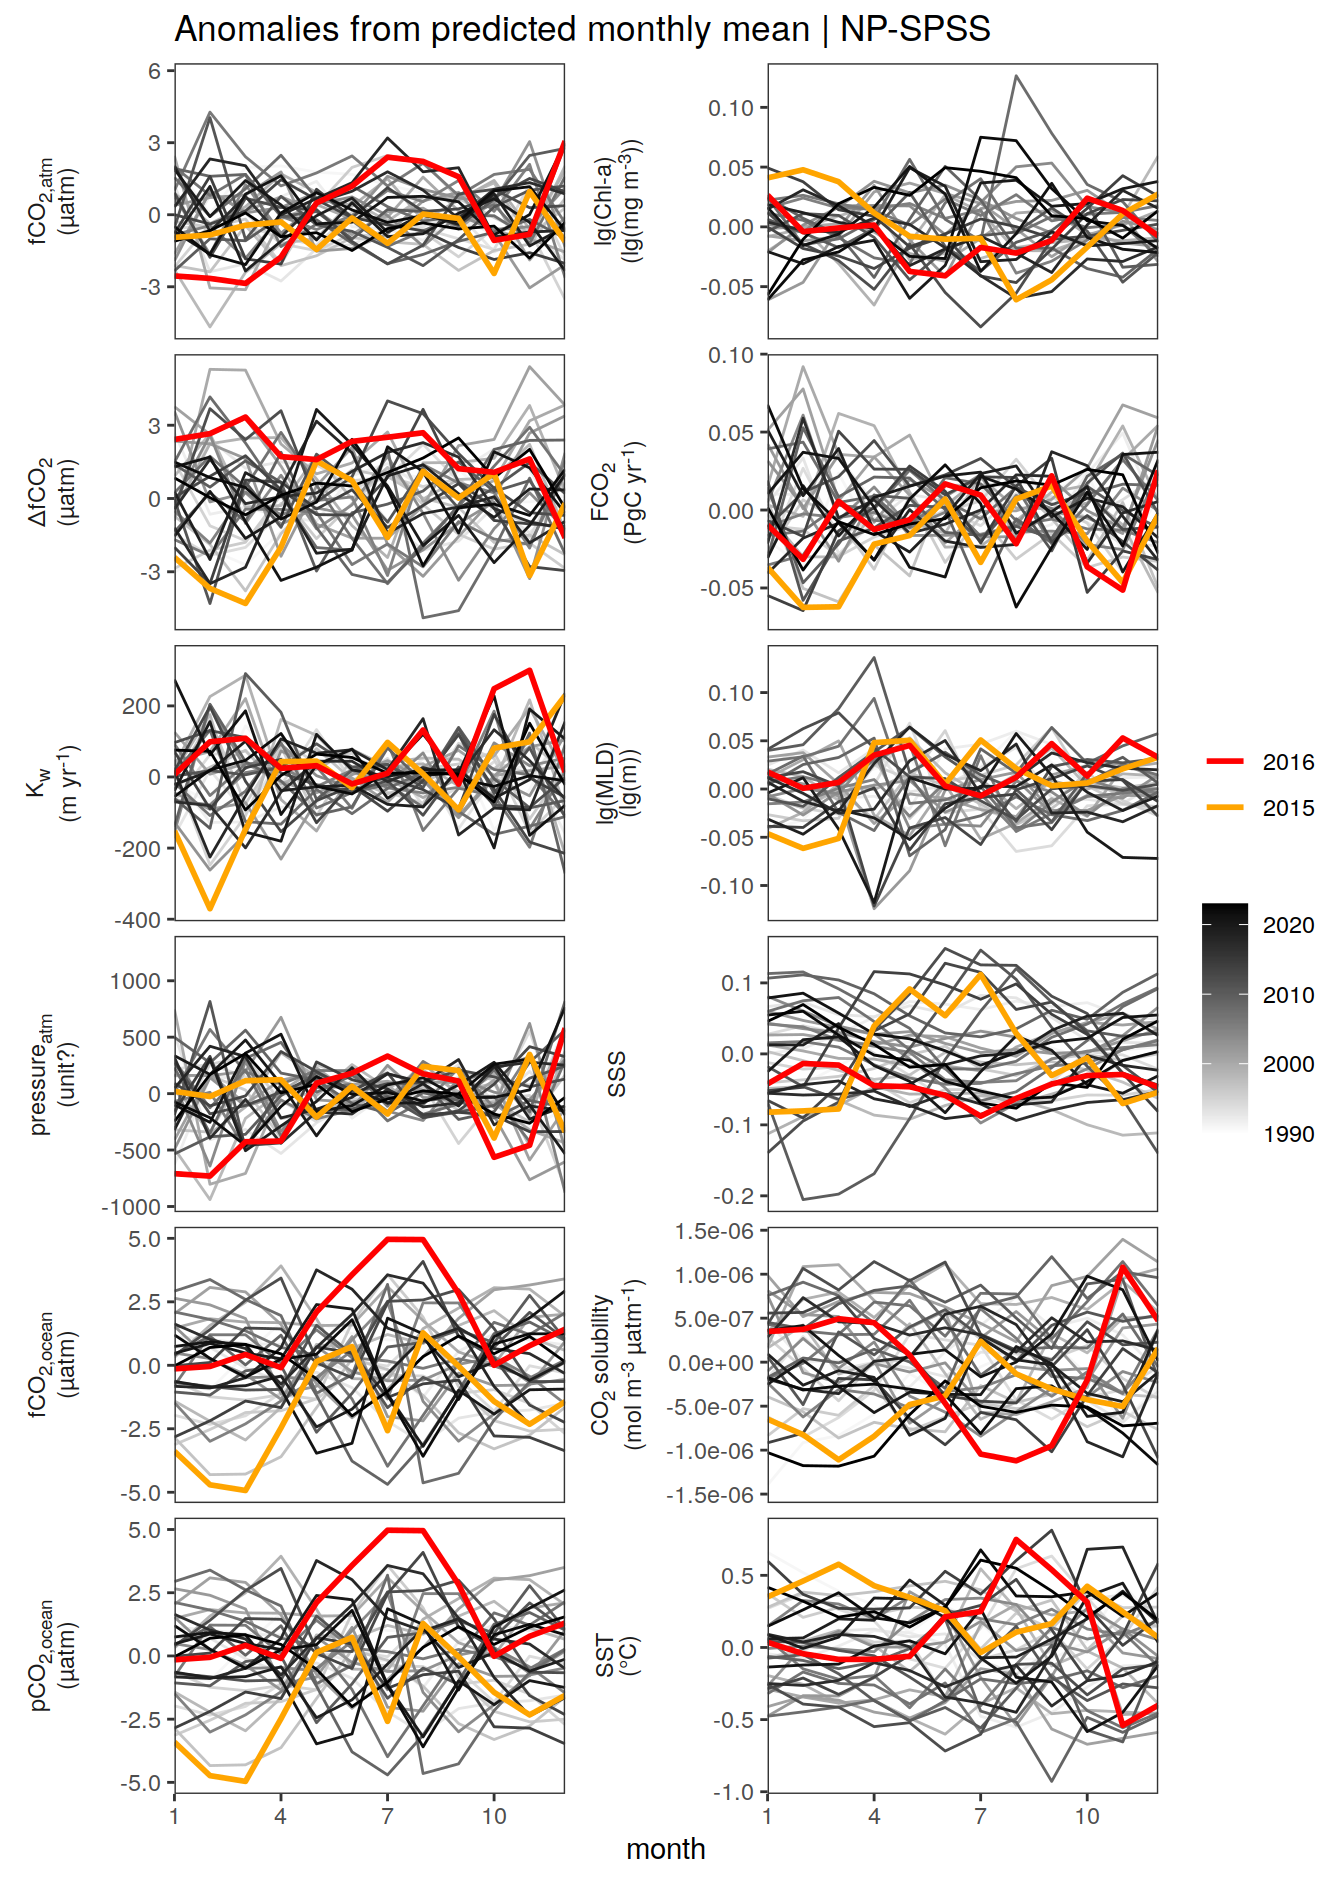 Anomalies from predicted monthly mean | NP-SPSS
fCO2,atm
(µatm)
6
3
0
-3
lg(Chl-a)
(lg(mg m-3))
0.10
0.05
0.00
-0.05
ΔfCO2
(µatm)
3
0
-3
FCO2
(PgC yr-1)
0.10
0.05
0.00
-0.05
Kw
(m yr-1)
200
0
-200
-400
lg(MLD)
(lg(m))
0.10
0.05
0.00
-0.05
-0.10
pressureatm
(unit?)
1000
500
0
-500
-1000
SSS
0.1
0.0
-0.1
-0.2
fCO2,ocean
(µatm)
5.0
2.5
0.0
-2.5
-5.0
CO2 solubility
(mol m-3 µatm-1)
1.5e-06
1.0e-06
5.0e-07
0.0e+00
-5.0e-07
-1.0e-06
-1.5e-06
pCO2,ocean
(µatm)
5.0
2.5
0.0
-2.5
-5.0
SST
(°C)
0.5
0.0
-0.5
-1.0
1 4 7 10
1 4 7 10
month
2016
2015
2020
2010
2000
1990